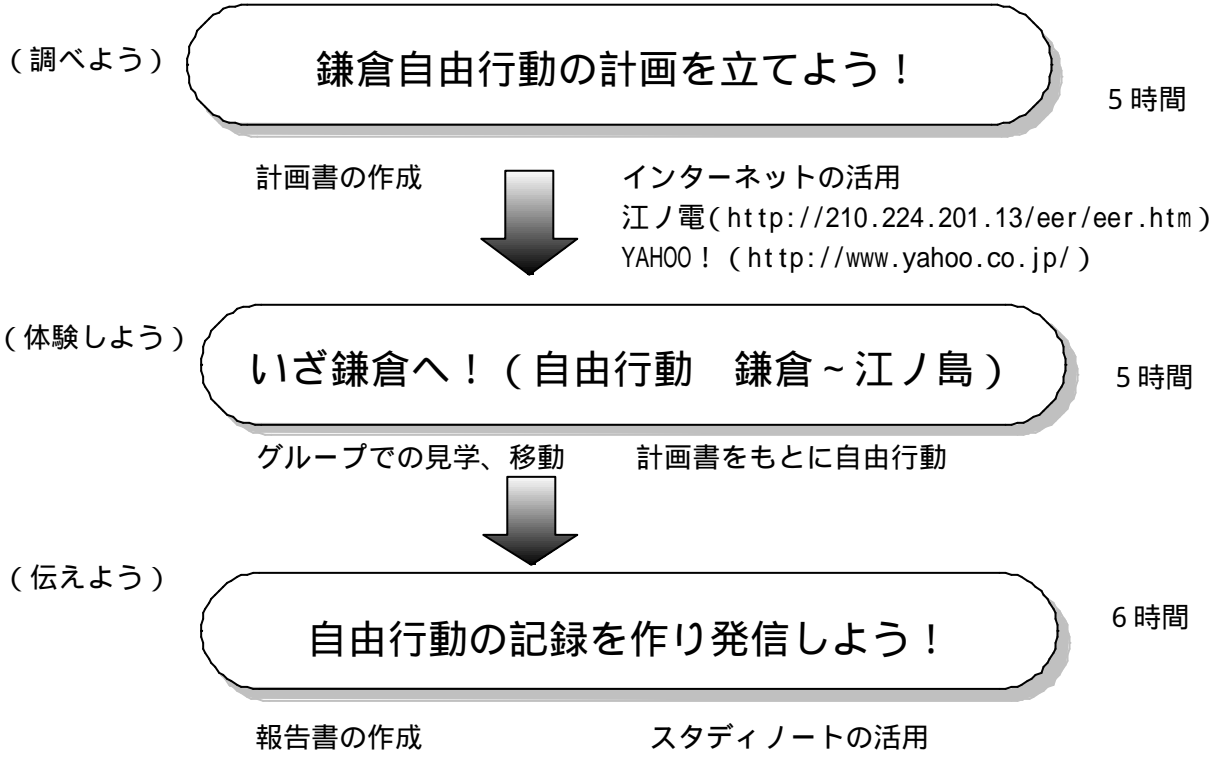 (調べよう)
鎌倉自由行動の計画を立てよう!
5時間
計画書の作成 インターネットの活用
江ノ電(http://210.224.201.13/eer/eer.htm)
YAHOO!(http://www.yahoo.co.jp/)
(体験しよう)
いざ鎌倉へ!(自由行動 鎌倉~江ノ島)
5時間
グループでの見学、移動 計画書をもとに自由行動
(伝えよう)
自由行動の記録を作り発信しよう!
6時間
報告書の作成 スタディノートの活用